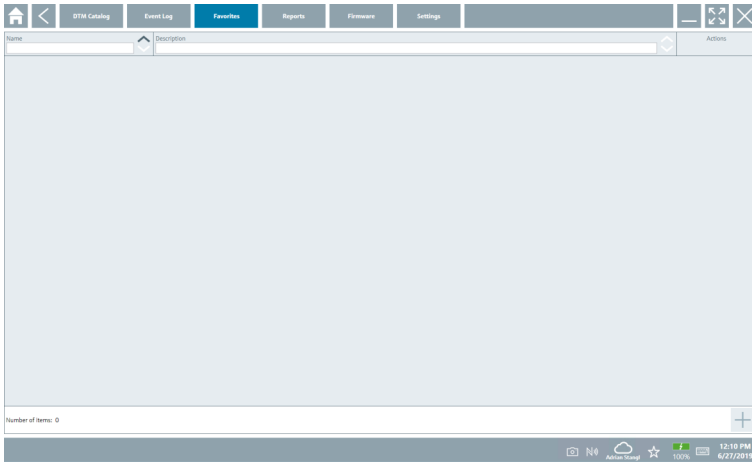 DTM Catalog Event Log Favorites Reports Firmware Settings
Name Description Actions
Number of items: 0
Adrian Stangl 100% 12:10 PM
6/27/2019